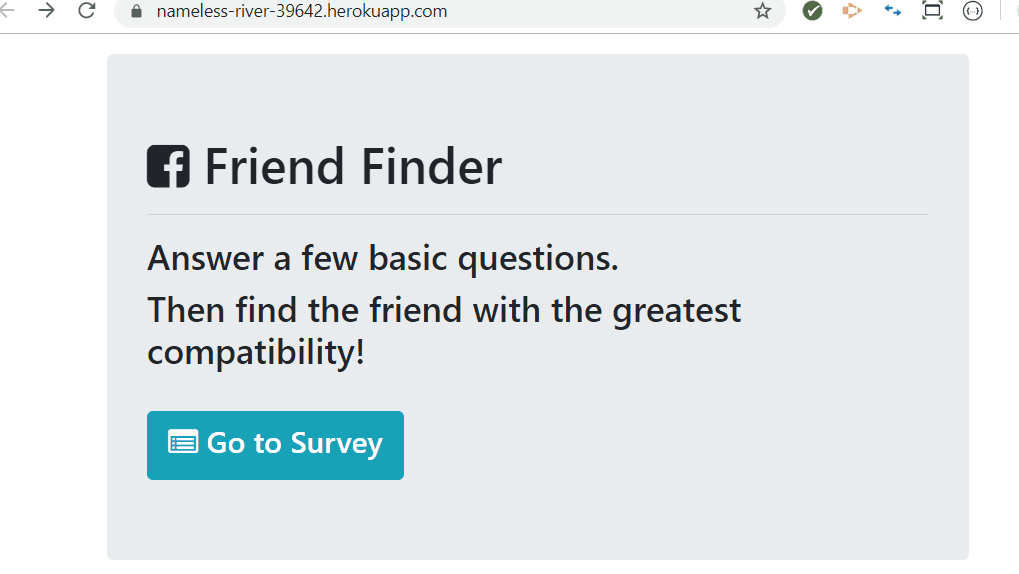 nameless-river-39642.herokuapp.com
Friend Finder
Answer a few basic questions.
Then find the friend with the greatest
compatibility!
Go to Survey